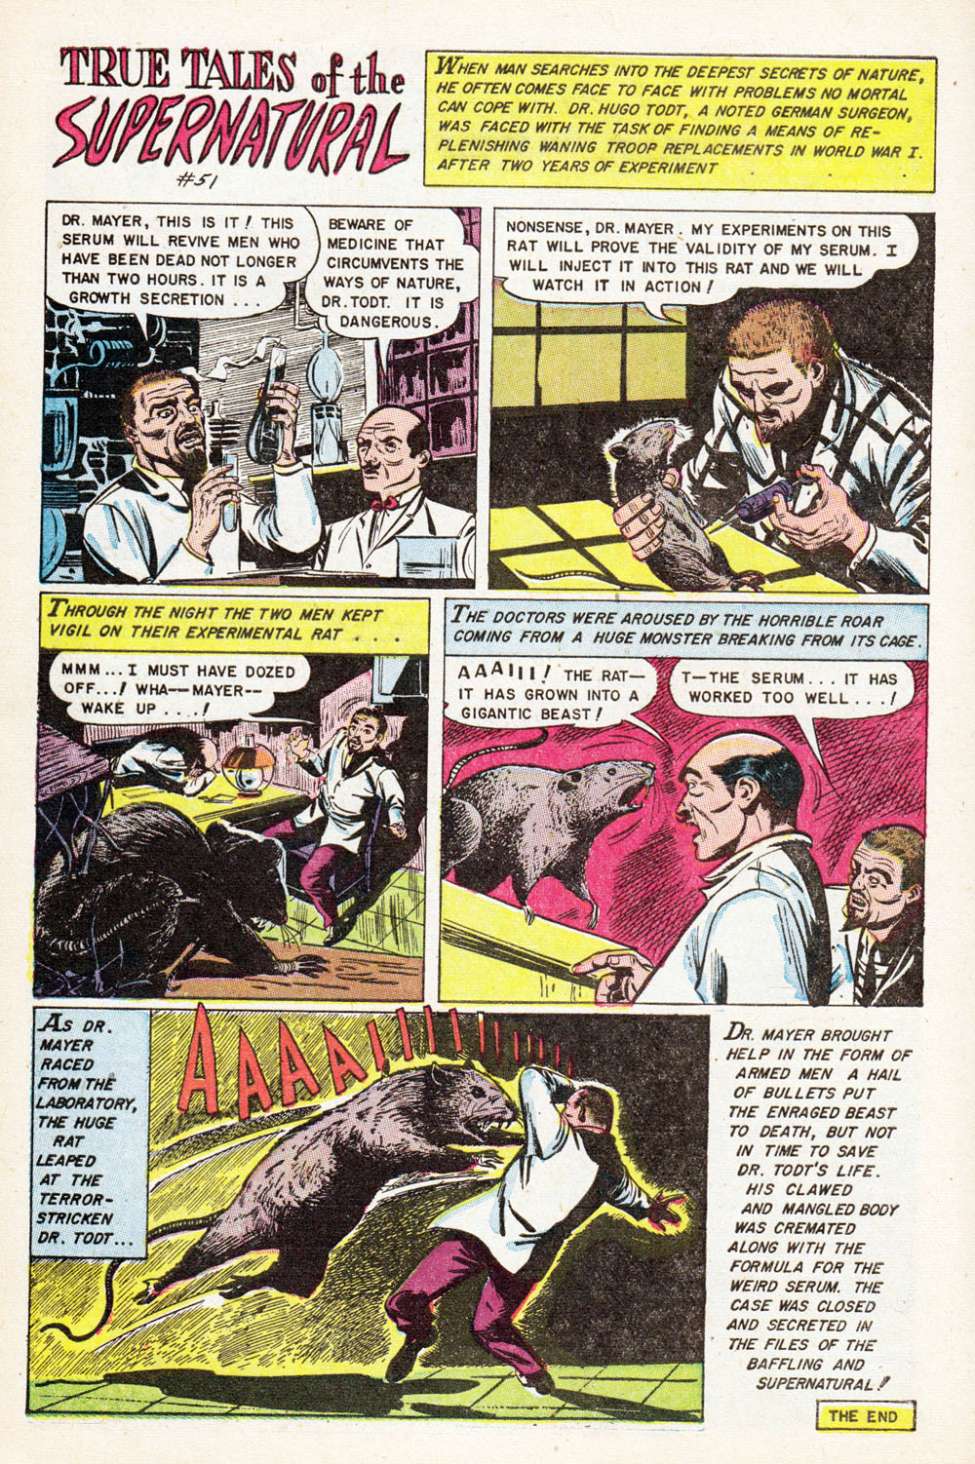 TRUE TALES of the
SUPERNATURAL
#51
WHEN MAN SEARCHES INTO THE DEEPEST SECRETS OF NATURE,
HE OFTEN COMES FACE TO FACE WITH PROBLEMS NO MORTAL
CAN COPE WITH. DR. HUGO TODT, A NOTED GERMAN SURGEON,
WAS FACED WITH THE TASK OF FINDING A MEANS OF RE-
PLENISHING WANING TROOP REPLACEMENTS IN WORLD WAR I.
AFTER TWO YEARS OF EXPERIMENT
DR. MAYER, THIS IS IT! THIS
SERUM WILL REVIVE MEN WHO
HAVE BEEN DEAD NOT LONGER
THAN TWO HOURS. IT IS A
GROWTH SECRETION ...
BEWARE OF
MEDICINE THAT
CIRCUMVENTS THE
WAYS OF NATURE,
DR. TODT. IT IS
DANGEROUS.
NONSENSE, DR. MAYER. MY EXPERIMENTS ON THIS
RAT WILL PROVE THE VALIDITY OF MY SERUM. I
WILL INJECT IT INTO THIS RAT AND WE WILL
WATCH IT IN ACTION!
THROUGH THE NIGHT THE TWO MEN KEPT
VIGIL ON THEIR EXPERIMENTAL RAT . . . .
MMM... I MUST HAVE DOZED
OFF...! WHA--MAYER--
WAKE UP . . .!
THE DOCTORS WERE AROUSED BY THE HORRIBLE ROAR
COMING FROM A HUGE MONSTER BREAKING FROM ITS CAGE.
AAAIII! THE RAT—
IT HAS GROWN INTO A
GIGANTIC BEAST!
T-THE SERUM... IT HAS
WORKED TOO WELL....!
AS DR.
MAYER
RACED
FROM THE
LABORATORY,
THE HUGE
RAT
LEAPED
AT THE
TERROR-
STRICKEN
DR. TODT...
AAAAIIIIIIIIII
DR. MAYER BROUGHT
HELP IN THE FORM OF
ARMED MEN A HAIL
OF BULLETS PUT
THE ENRAGED BEAST
TO DEATH, BUT NOT
IN TIME TO SAVE
DR. TODT'S LIFE.
HIS CLAWED
AND MANGLED BODY
WAS CREMATED
ALONG WITH THE
FORMULA FOR THE
WEIRD SERUM. THE
CASE WAS CLOSED
AND SECRETED IN
THE FILES OF THE
BAFFLING AND
SUPERNATURAL!
THE END